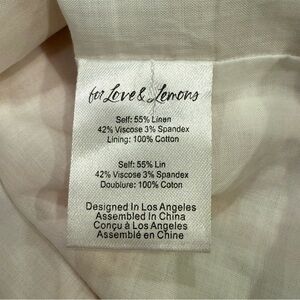 for Love & Lemons
Self: 55% Linen
42% Viscose 3% Spandex
Lining: 100% Cotton
Self: 55% Lin
42% Viscose 3% Spandex
Doublure: 100% Coton
Designed In Los Angeles
Assembled In China
Conçu à Los Angeles
Assemblé en Chine